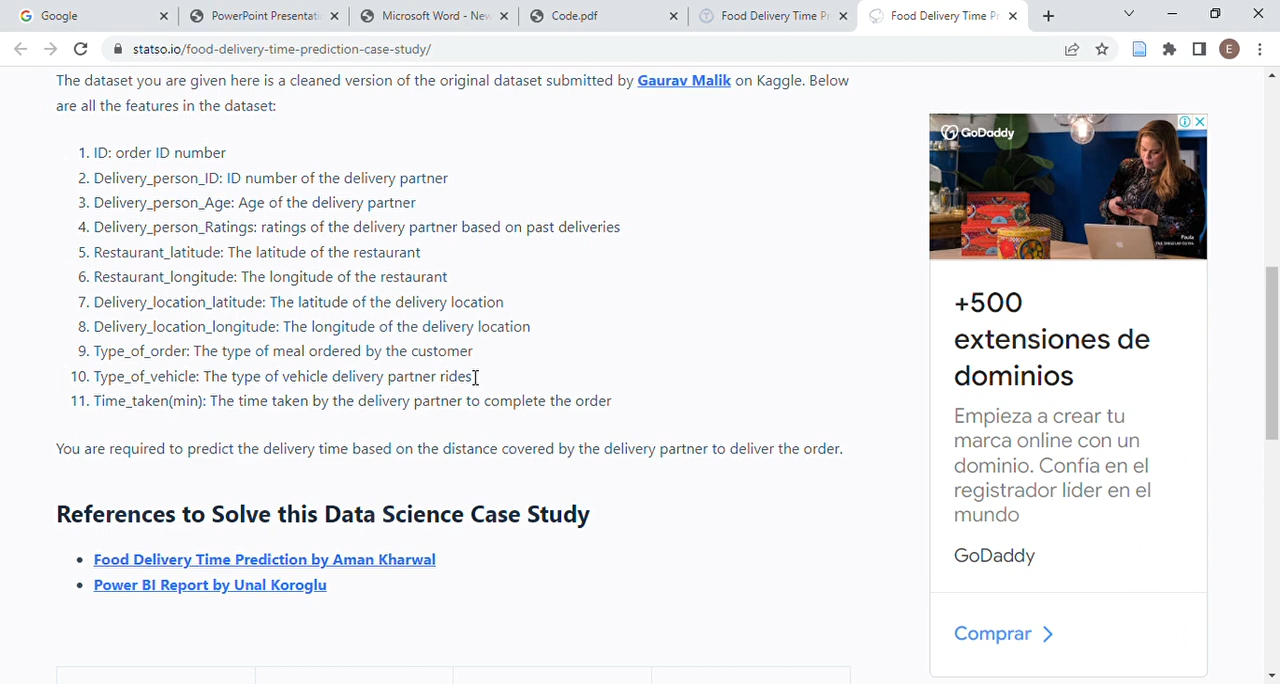 Google
PowerPoint Presentati
Microsoft Word - New
Code.pdf
Food Delivery Time Pr
Food Delivery Time Pr
statso.io/food-delivery-time-prediction-case-study/
E
The dataset you are given here is a cleaned version of the original dataset submitted by Gaurav Malik on Kaggle. Below
are all the features in the dataset:
1. ID: order ID number
2. Delivery_person_ID: ID number of the delivery partner
3. Delivery_person_Age: Age of the delivery partner
4. Delivery_person_Ratings: ratings of the delivery partner based on past deliveries
5. Restaurant_latitude: The latitude of the restaurant
6. Restaurant_longitude: The longitude of the restaurant
7. Delivery_location_latitude: The latitude of the delivery location
8. Delivery_location_longitude: The longitude of the delivery location
9. Type_of_order: The type of meal ordered by the customer
10. Type_of_vehicle: The type of vehicle delivery partner rides
11. Time_taken(min): The time taken by the delivery partner to complete the order
You are required to predict the delivery time based on the distance covered by the delivery partner to deliver the order.
References to Solve this Data Science Case Study
• Food Delivery Time Prediction by Aman Kharwal
• Power BI Report by Unal Koroglu
GoDaddy
Paula
+500
extensiones de
dominios
Empieza a crear tu
marca online con un
dominio. Confía en el
registrador líder en el
mundo
GoDaddy
Comprar